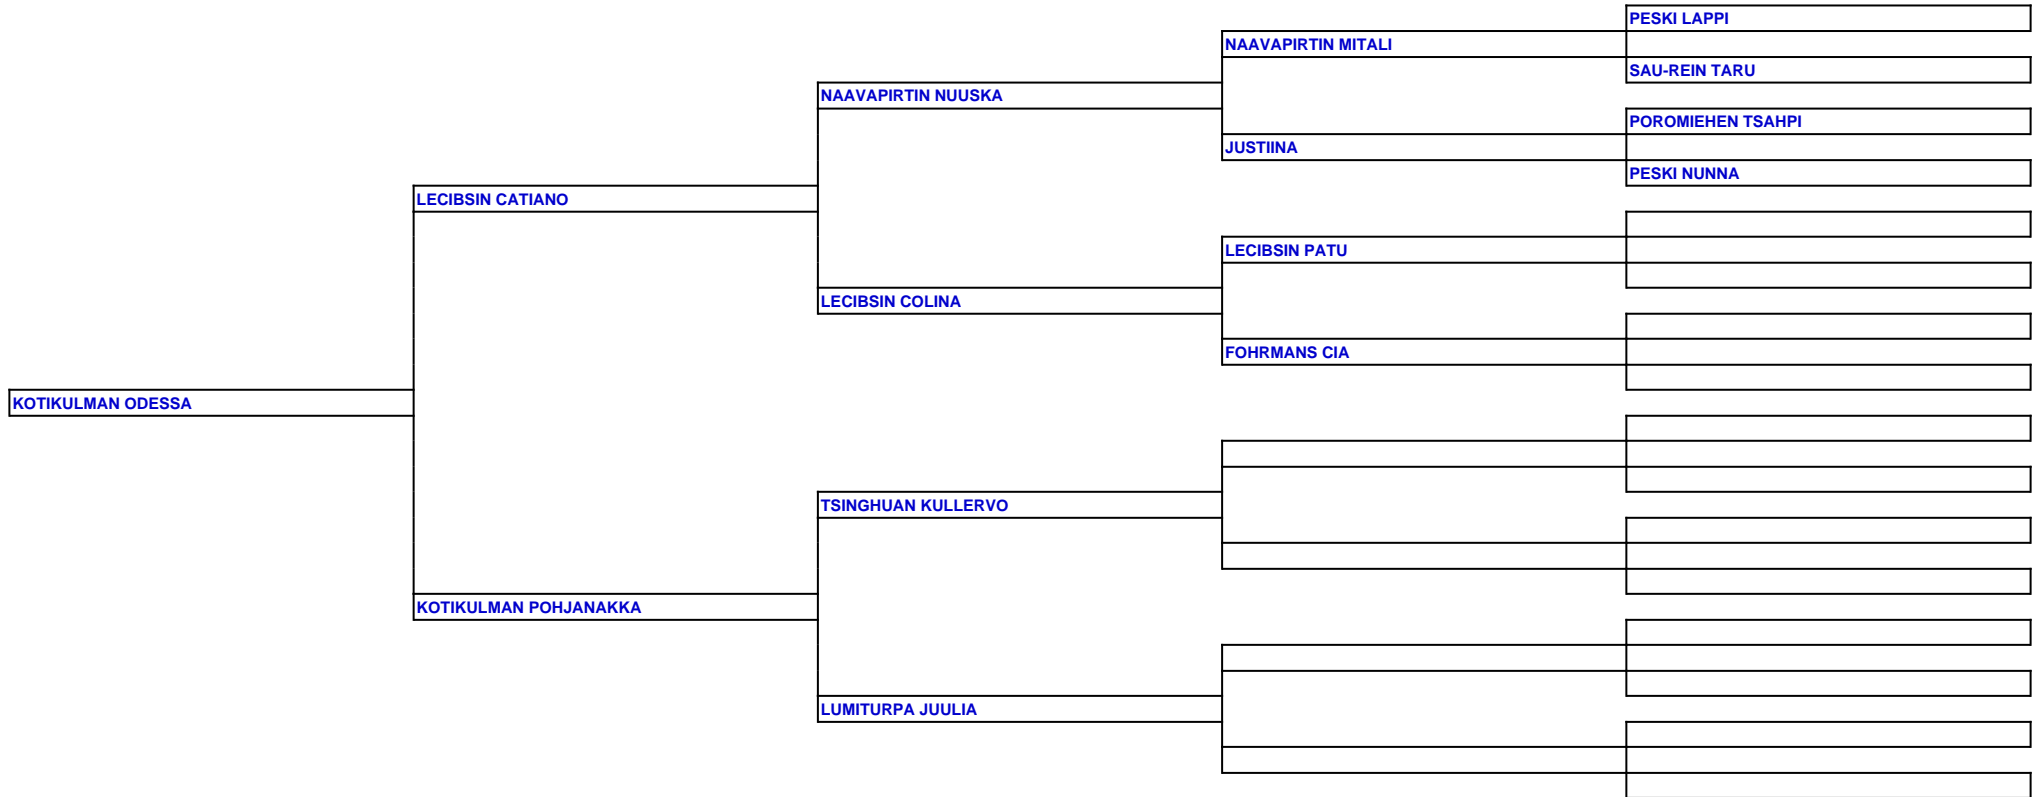 PESKI LAPPI
NAAVAPIRTIN MITALI
SAU-REIN TARU
NAAVAPIRTIN NUUSKA
POROMIEHEN TSAHPI
JUSTIINA
PESKI NUNNA
LECIBSIN CATIANO
LECIBSIN PATU
LECIBSIN COLINA
FOHRMANS CIA
KOTIKULMAN ODESSA
TSINGHUAN KULLERVO
KOTIKULMAN POHJANAKKA
LUMITURPA JUULIA